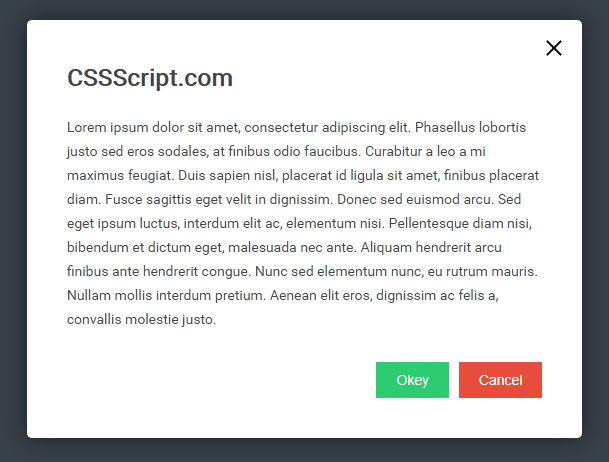 CSSScript.com
Lorem ipsum dolor sit amet, consectetur adipiscing elit. Phasellus lobortis
justo sed eros sodales, at finibus odio faucibus. Curabitur a leo a mi
maximus feugiat. Duis sapien nisl, placerat id ligula sit amet, finibus placerat
diam. Fusce sagittis eget velit in dignissim. Donec sed euismod arcu. Sed
eget ipsum luctus, interdum elit ac, elementum nisi. Pellentesque diam nisi,
bibendum et dictum eget, malesuada nec ante. Aliquam hendrerit arcu
finibus ante hendrerit congue. Nunc sed elementum nunc, eu rutrum mauris.
Nullam mollis interdum pretium. Aenean elit eros, dignissim ac felis a,
convallis molestie justo.
Okey Cancel